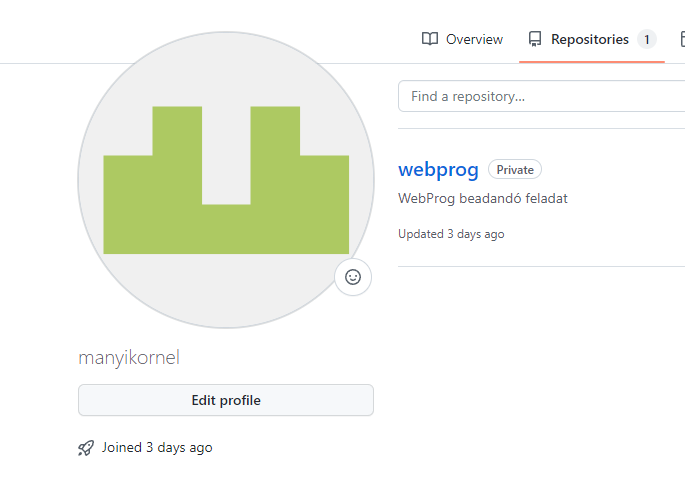 Overview Repositories 1
Find a repository...
webprog Private
WebProg beadandó feladat
Updated 3 days ago
manyikornel
Edit profile
Joined 3 days ago